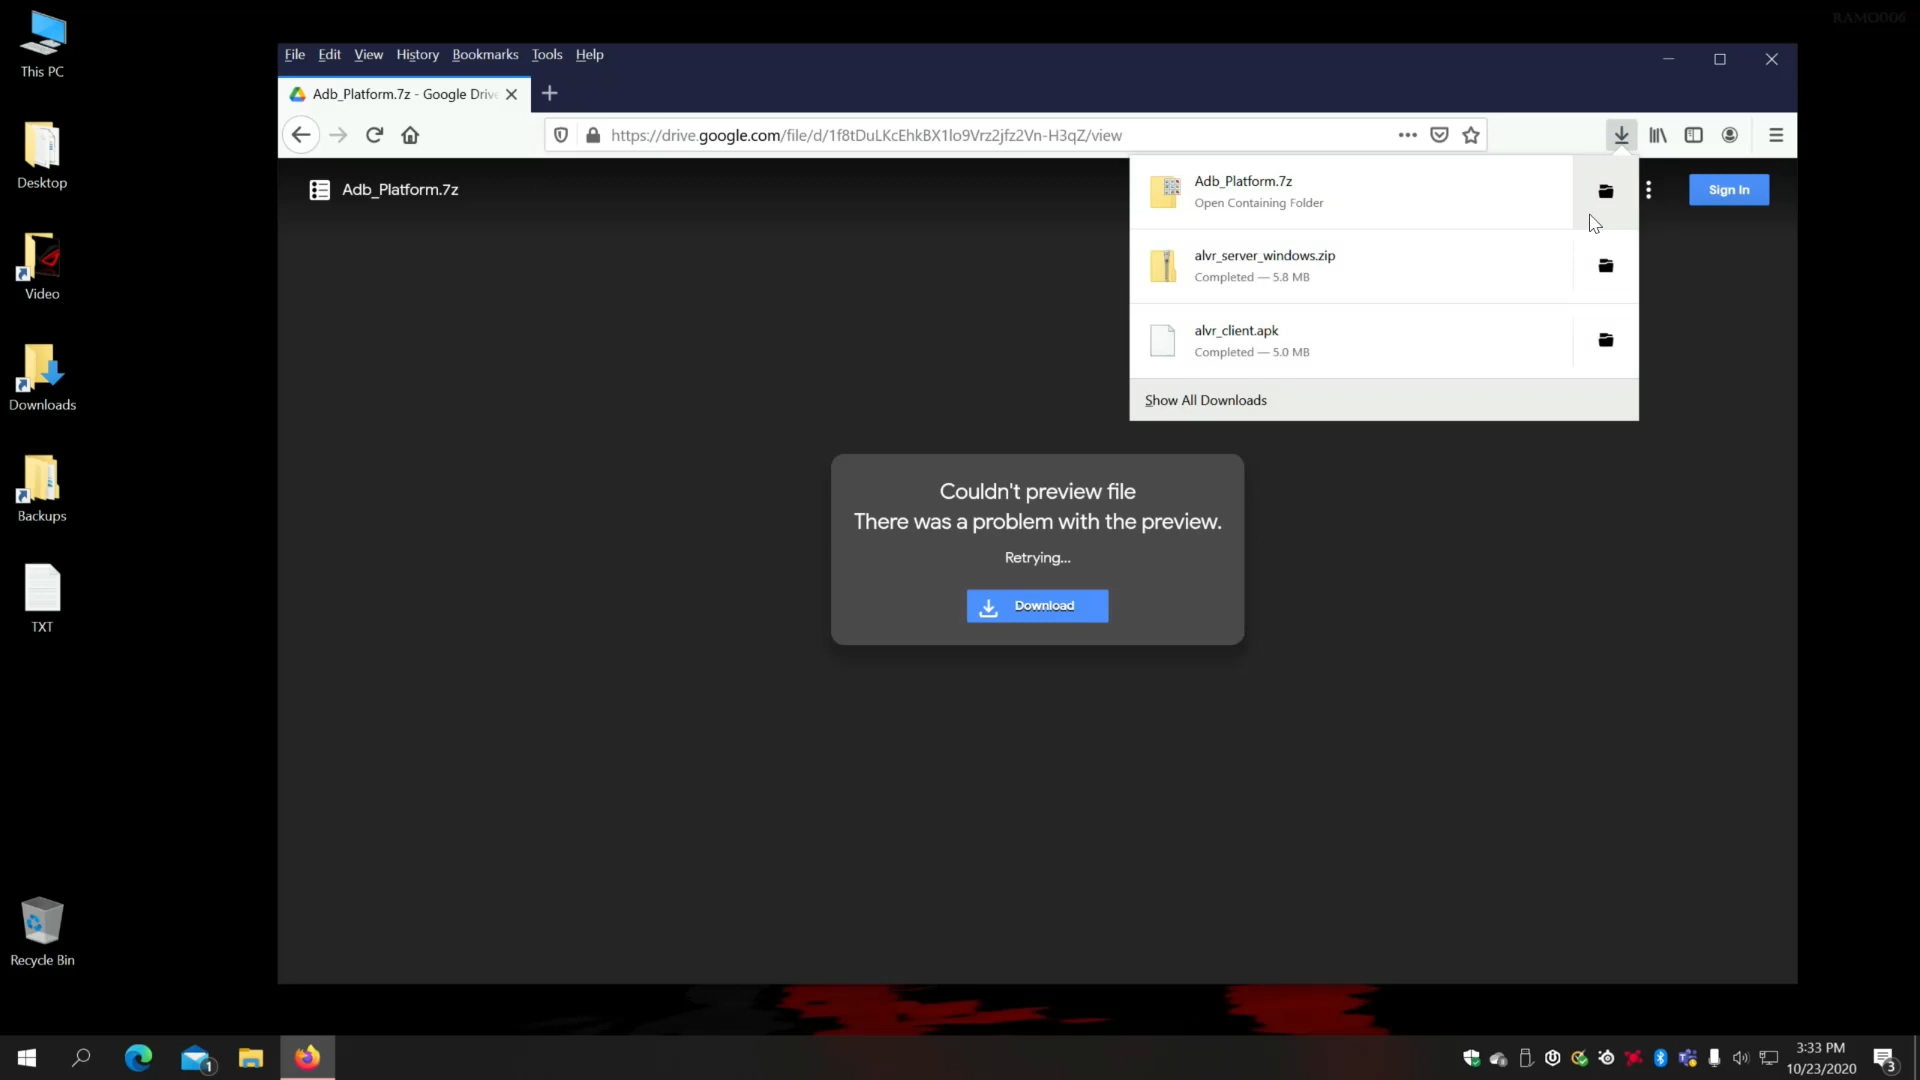 RAMO006
This PC
Desktop
Video
Downloads
Backups
TXT
Recycle Bin
File Edit View History Bookmarks Tools Help
Adb_Platform.7z - Google Drive
https://drive.google.com/file/d/1f8tDuLKcEhkBX1lo9Vrz2jfz2Vn-H3qZ/view
Adb_Platform.7z
Sign In
Adb_Platform.7z
Open Containing Folder
alvr_server_windows.zip
Completed — 5.8 MB
alvr_client.apk
Completed — 5.0 MB
Show All Downloads
Couldn't preview file
There was a problem with the preview.
Retrying...
Download
1
3:33 PM
10/23/2020
3